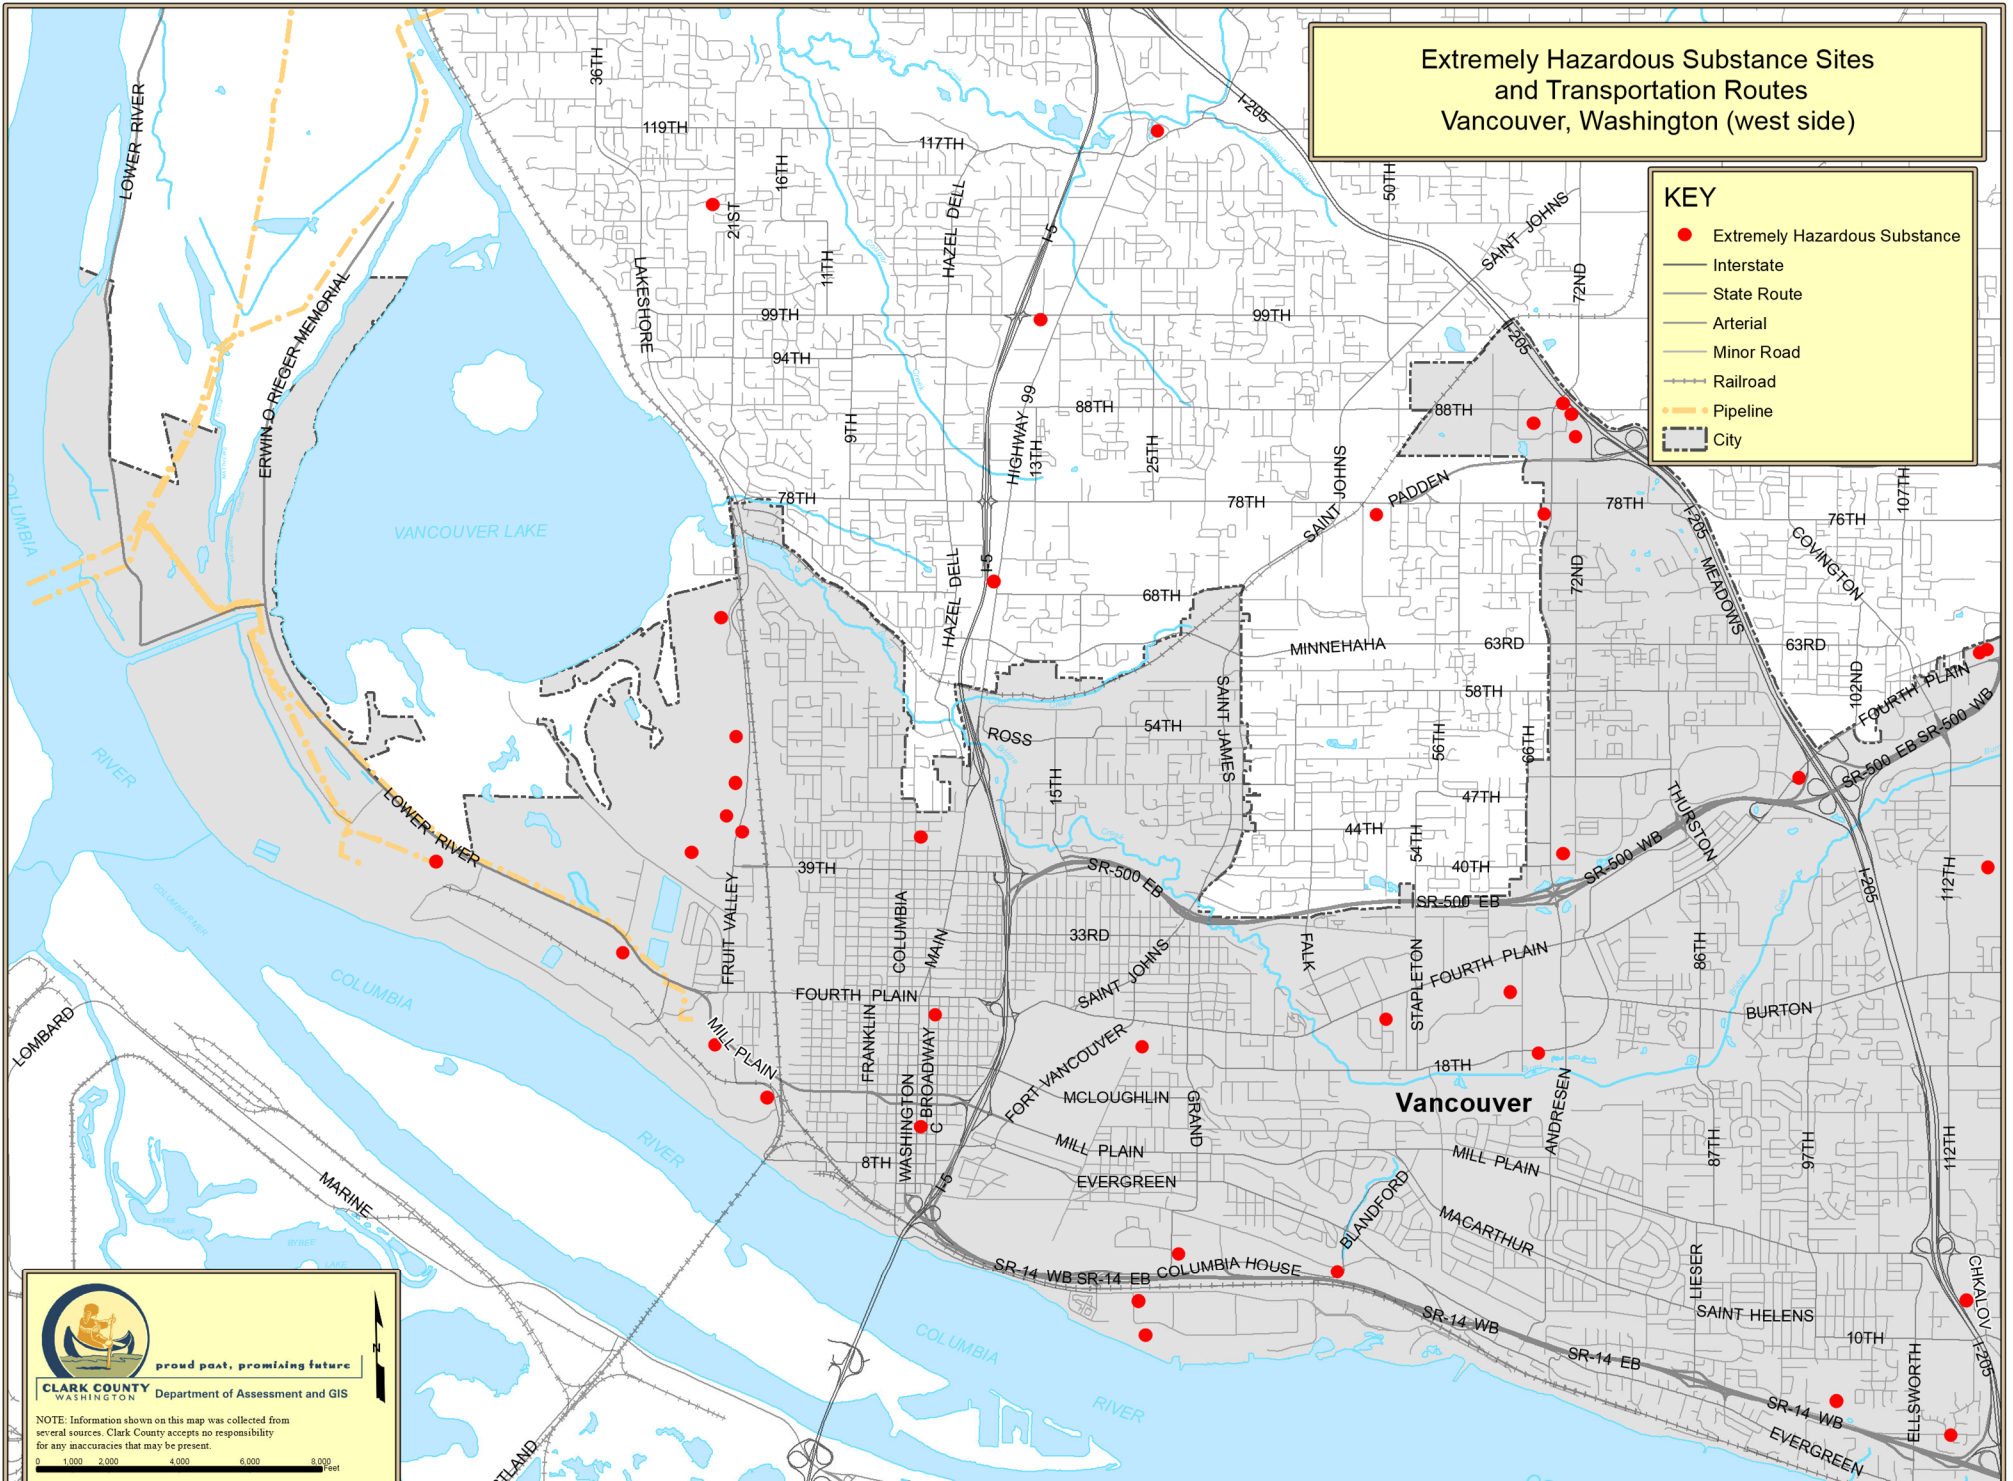 Extremely Hazardous Substance Sites
and Transportation Routes
Vancouver, Washington (west side)
KEY
Extremely Hazardous Substance
Interstate
State Route
Arterial
Minor Road
Railroad
Pipeline
City
LOWER RIVER
36TH
119TH
16TH
21ST
117TH
I-205
HAZEL DELL
I-5
50TH
SAINT JOHNS
72ND
11TH
LAKESHORE
99TH
99TH
94TH
ERWIN O RIEGER MEMORIAL
I-205
9TH
HIGHWAY 99
13TH
88TH
25TH
88TH
SAINT JOHNS
PADDEN
78TH
78TH
78TH
107TH
76TH
COVINGTON
I-205
MEADOWS
COLUMBIA
VANCOUVER LAKE
HAZEL DELL
I-5
68TH
72ND
MINNEHAHA
63RD
63RD
102ND
FOURTH PLAIN
SR-500 WB
SR-500 EB
58TH
SAINT JAMES
56TH
66TH
ROSS
54TH
15TH
RIVER
LOWER RIVER
47TH
44TH
54TH
40TH
THURSTON
SR-500 WB
SR-500 EB
SR-500 EB
39TH
FRUIT VALLEY
COLUMBIA
MAIN
33RD
SAINT JOHNS
FALK
STAPLETON
FOURTH PLAIN
86TH
I-205
112TH
COLUMBIA RIVER
COLUMBIA
FOURTH PLAIN
FRANKLIN
BROADWAY
C
WASHINGTON
MILL PLAIN
LOMBARD
FORT VANCOUVER
MCLOUGHLIN
GRAND
18TH
BURTON
Vancouver
ANDRESEN
87TH
97TH
112TH
RIVER
8TH
I-5
MILL PLAIN
EVERGREEN
MILL PLAIN
BLANDFORD
MACARTHUR
MARINE
BYBEE
LAKE
SR-14 WB
SR-14 EB
COLUMBIA HOUSE
LIESER
SAINT HELENS
SR-14 WB
CHKALOV
10TH
I-205
SR-14 EB
ELLSWORTH
SR-14 WB
EVERGREEN
COLUMBIA
RIVER
N
proud past, promising future
CLARK COUNTY
WASHINGTON
Department of Assessment and GIS
NOTE: Information shown on this map was collected from
several sources. Clark County accepts no responsibility
for any inaccuracies that may be present.
0 1,000 2,000 4,000 6,000 8,000
Feet